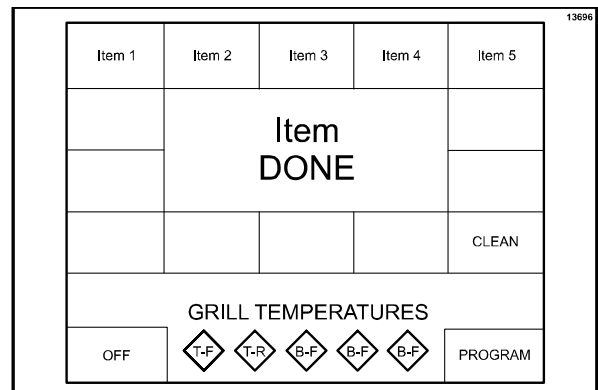 13696
Item 1 Item 2 Item 3 Item 4 Item 5
Item
DONE
CLEAN
GRILL TEMPERATURES
OFF T-F T-R B-F B-F B-F PROGRAM